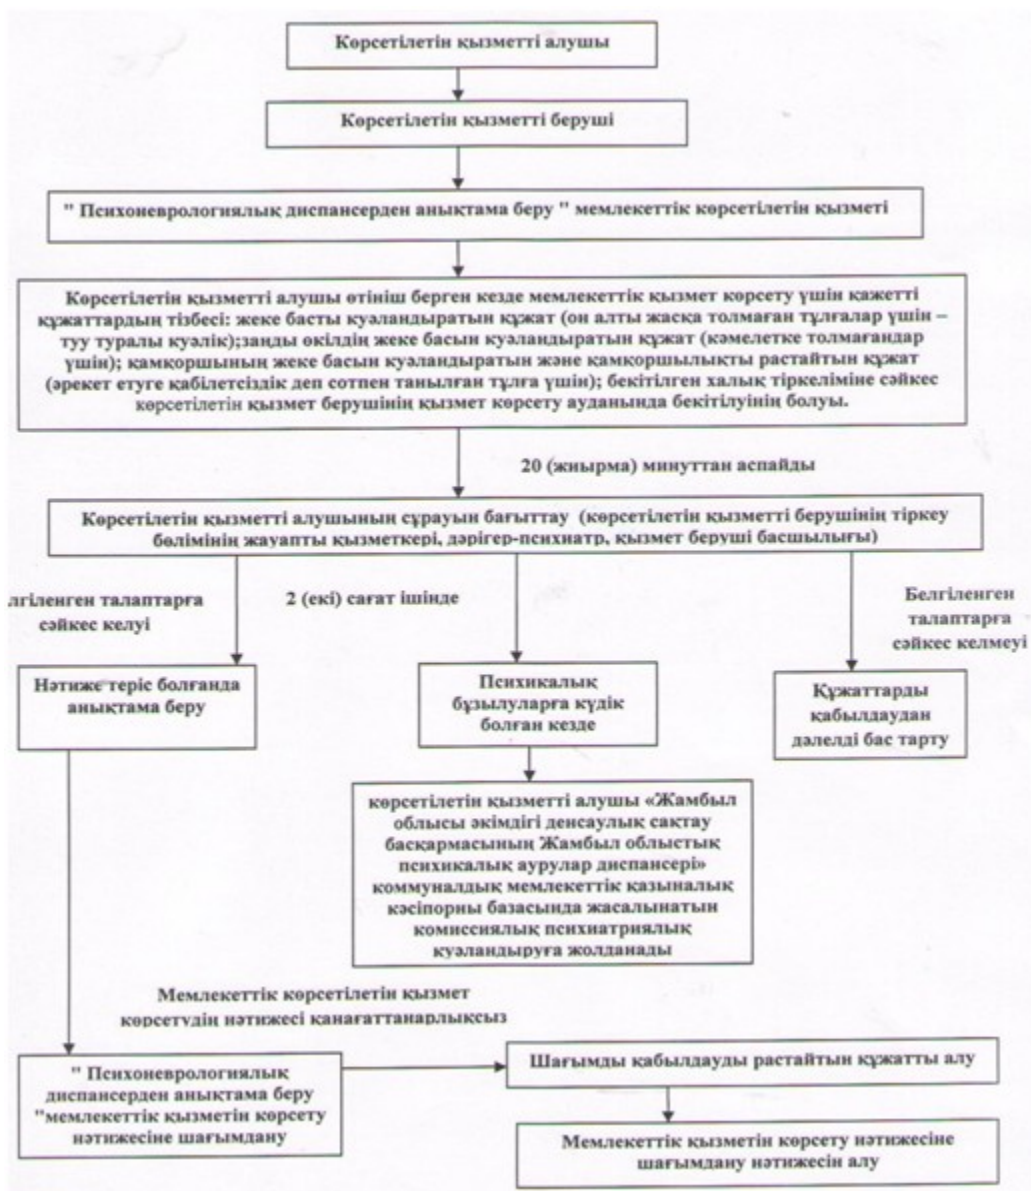 Көрсетілетін қызметті алушы
Көрсетілетін қызметті беруші
" Психоневрологиялық диспансерден анықтама беру " мемлекеттік көрсетілетін қызметі
Көрсетілетін қызметті алушы өтініш берген кезде мемлекеттік қызмет көрсету үшін қажетті
құжаттардың тізбесі: жеке басты куәландыратын құжат (он алты жасқа толмаған тұлғалар үшін –
туу туралы куәлік);заңды өкілдің жеке басын куәландыратын құжат (кәмелетке толмағандар
үшін); қамқоршының жеке басын куәландыратын және қамқоршылықты растайтын құжат
(әрекет етуге қабілетсіздік деп сотпен танылған тұлға үшін); бекітілген халық тіркеліміне сәйкес
көрсетілетін қызмет берушінің қызмет көрсету ауданында бекітілуінің болуы.
20 (жиырма) минуттан аспайды
Көрсетілетін қызметті алушының сұрауын бағыттау (көрсетілетін қызметті берушінің тіркеу
бөлімінің жауапты қызметкері, дәрігер-психиатр, қызмет беруші басшылығы)
лгіленген талаптарға
сәйкес келуі
2 (екі) сағат ішінде
Белгіленген
талаптарға
сәйкес келмеуі
Нәтиже теріс болғанда
анықтама беру
Психикалық
бұзылуларға күдік
болған кезде
Құжаттарды
қабылдаудан
дәлелді бас тарту
көрсетілетін қызметті алушы «Жамбыл
облысы әкімдігі денсаулық сақтау
басқармасының Жамбыл облыстық
психикалық аурулар диспансері»
коммуналдық мемлекеттік қазыналық
кәсіпорны базасында жасалынатын
комиссиялық психиатриялық
куәландыруға жолданады
Мемлекеттік көрсетілетін қызмет
көрсетудің нәтижесі қанағаттанарлықсыз
" Психоневрологиялық
диспансерден анықтама беру
"мемлекеттік қызметін көрсету
нәтижесіне шағымдану
Шағымды қабылдауды растайтын құжатты алу
Мемлекеттік қызметін көрсету нәтижесіне
шағымдану нәтижесін алу